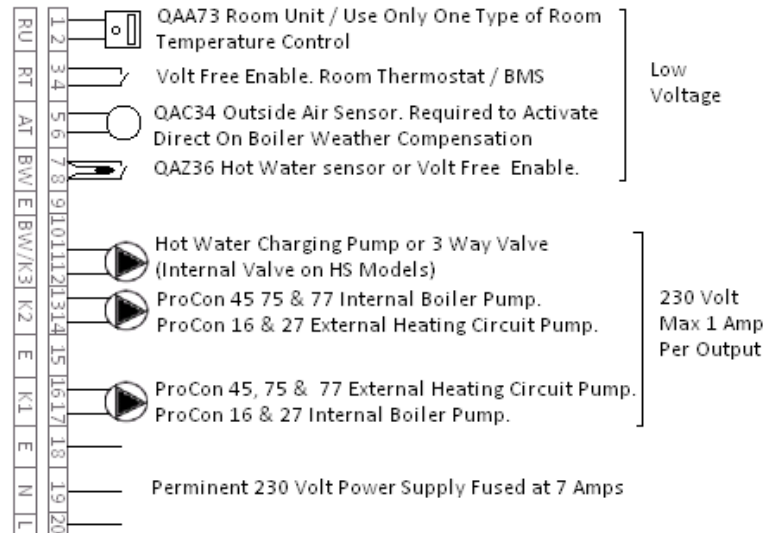 RU
1
2
QAA73 Room Unit / Use Only One Type of Room
Temperature Control
RT
3
4
Volt Free Enable. Room Thermostat / BMS
Low
Voltage
AT
5
6
QAC34 Outside Air Sensor. Required to Activate
Direct On Boiler Weather Compensation
BW
7
8
QAZ36 Hot Water sensor or Volt Free Enable.
E
9
BW/K3
10
11
12
Hot Water Charging Pump or 3 Way Valve
(Internal Valve on HS Models)
K2
13
14
ProCon 45 75 & 77 Internal Boiler Pump.
ProCon 16 & 27 External Heating Circuit Pump.
230 Volt
Max 1 Amp
Per Output
E
15
K1
16
17
ProCon 45, 75 & 77 External Heating Circuit Pump.
ProCon 16 & 27 Internal Boiler Pump.
E
18
N
19
Perminent 230 Volt Power Supply Fused at 7 Amps
L
20